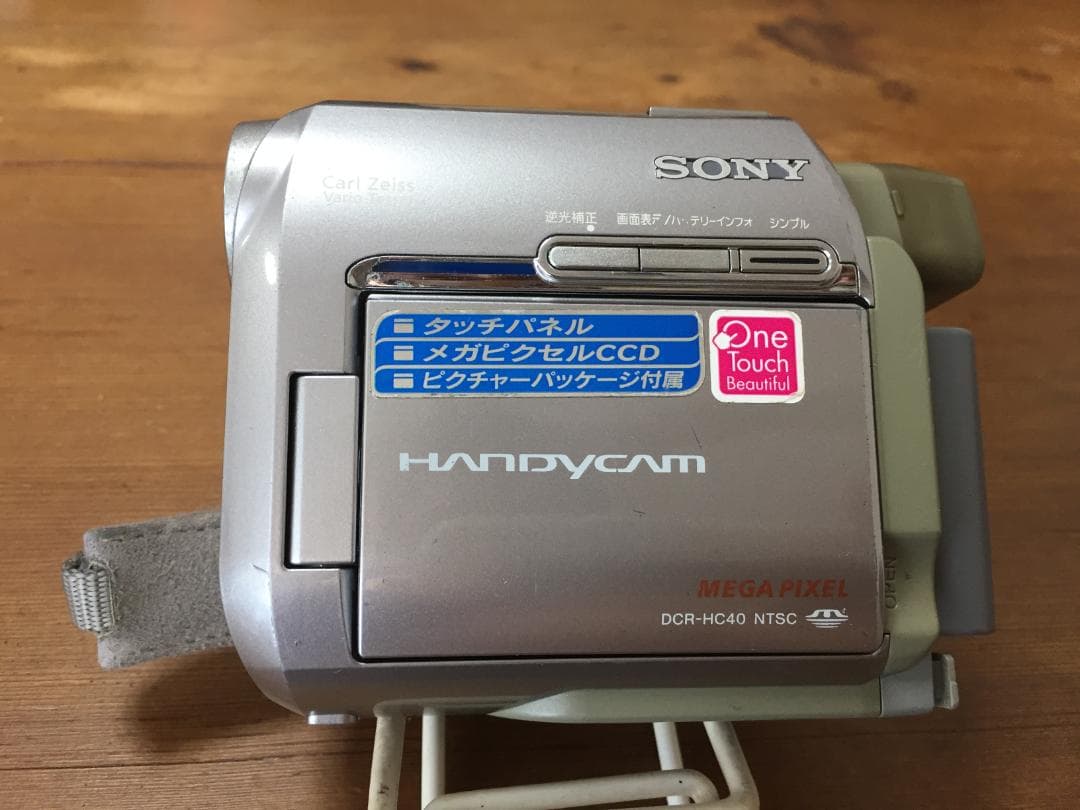 SONY
Carl Zeiss
逆光補正 画面表 /バッテリーインフォ シンプル
タッチパネル
メガピクセルCCD
ピクチャーパッケージ付属
One
Touch
Beautiful
HANDYCAM
MEGA PIXEL
DCR-HC40 NTSC
OPEN